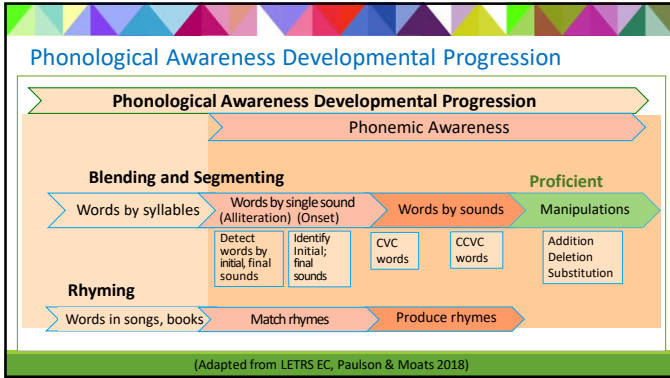 Phonological Awareness Developmental Progression
Phonological Awareness Developmental Progression
Phonemic Awareness
Blending and Segmenting
Proficient
Words by syllables
Words by single sound
(Alliteration) (Onset)
Words by sounds
Manipulations
Detect
words by
initial, final
sounds
Identify
Initial;
final
sounds
CVC
words
CCVC
words
Addition
Deletion
Substitution
Rhyming
Words in songs, books
Match rhymes
Produce rhymes
(Adapted from LETRS EC, Paulson & Moats 2018)